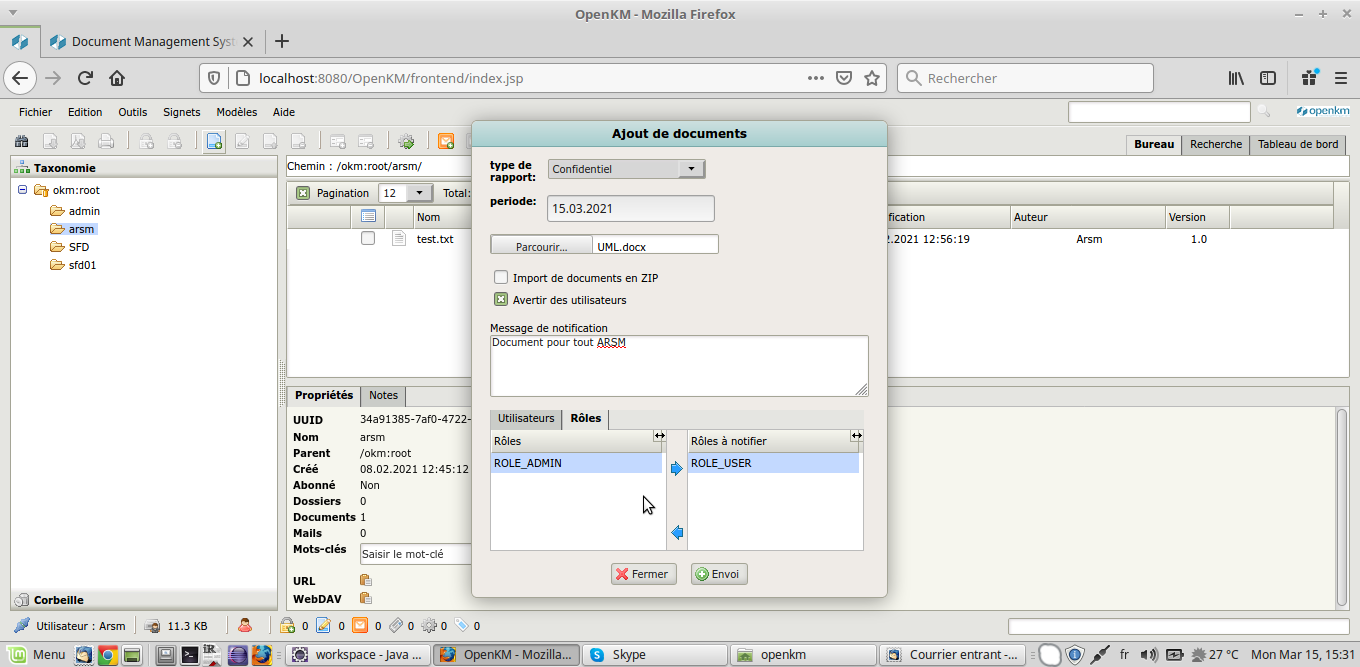 OpenKM - Mozilla Firefox
Document Management Syst
localhost:8080/OpenKM/frontend/index.jsp
Rechercher
Fichier Edition Outils Signets Modèles Aide
openkm
Bureau Recherche Tableau de bord
Taxonomie
okm:root
admin
arsm
SFD
sfd01
Corbeille
Chemin : /okm:root/arsm/
Pagination 12 Total:
Nom fication Auteur Version
test.txt 2.2021 12:56:19 Arsm 1.0
Ajout de documents
type de
rapport: Confidentiel
periode: 15.03.2021
Parcourir... UML.docx
Import de documents en ZIP
Avertir des utilisateurs
Message de notification
Document pour tout ARSM
Utilisateurs Rôles
Rôles Rôles à notifier
ROLE_ADMIN ROLE_USER
Fermer Envoi
Propriétés Notes
UUID 34a91385-7af0-4722-
Nom arsm
Parent /okm:root
Créé 08.02.2021 12:45:12
Abonné Non
Dossiers 0
Documents 1
Mails 0
Mots-clés Saisir le mot-clé
URL
WebDAV
Utilisateur : Arsm 11.3 KB 0 0 0 0 0 0
Menu workspace - Java ... OpenKM - Mozilla... Skype openkm Courrier entrant -... fr 27 °C Mon Mar 15, 15:31